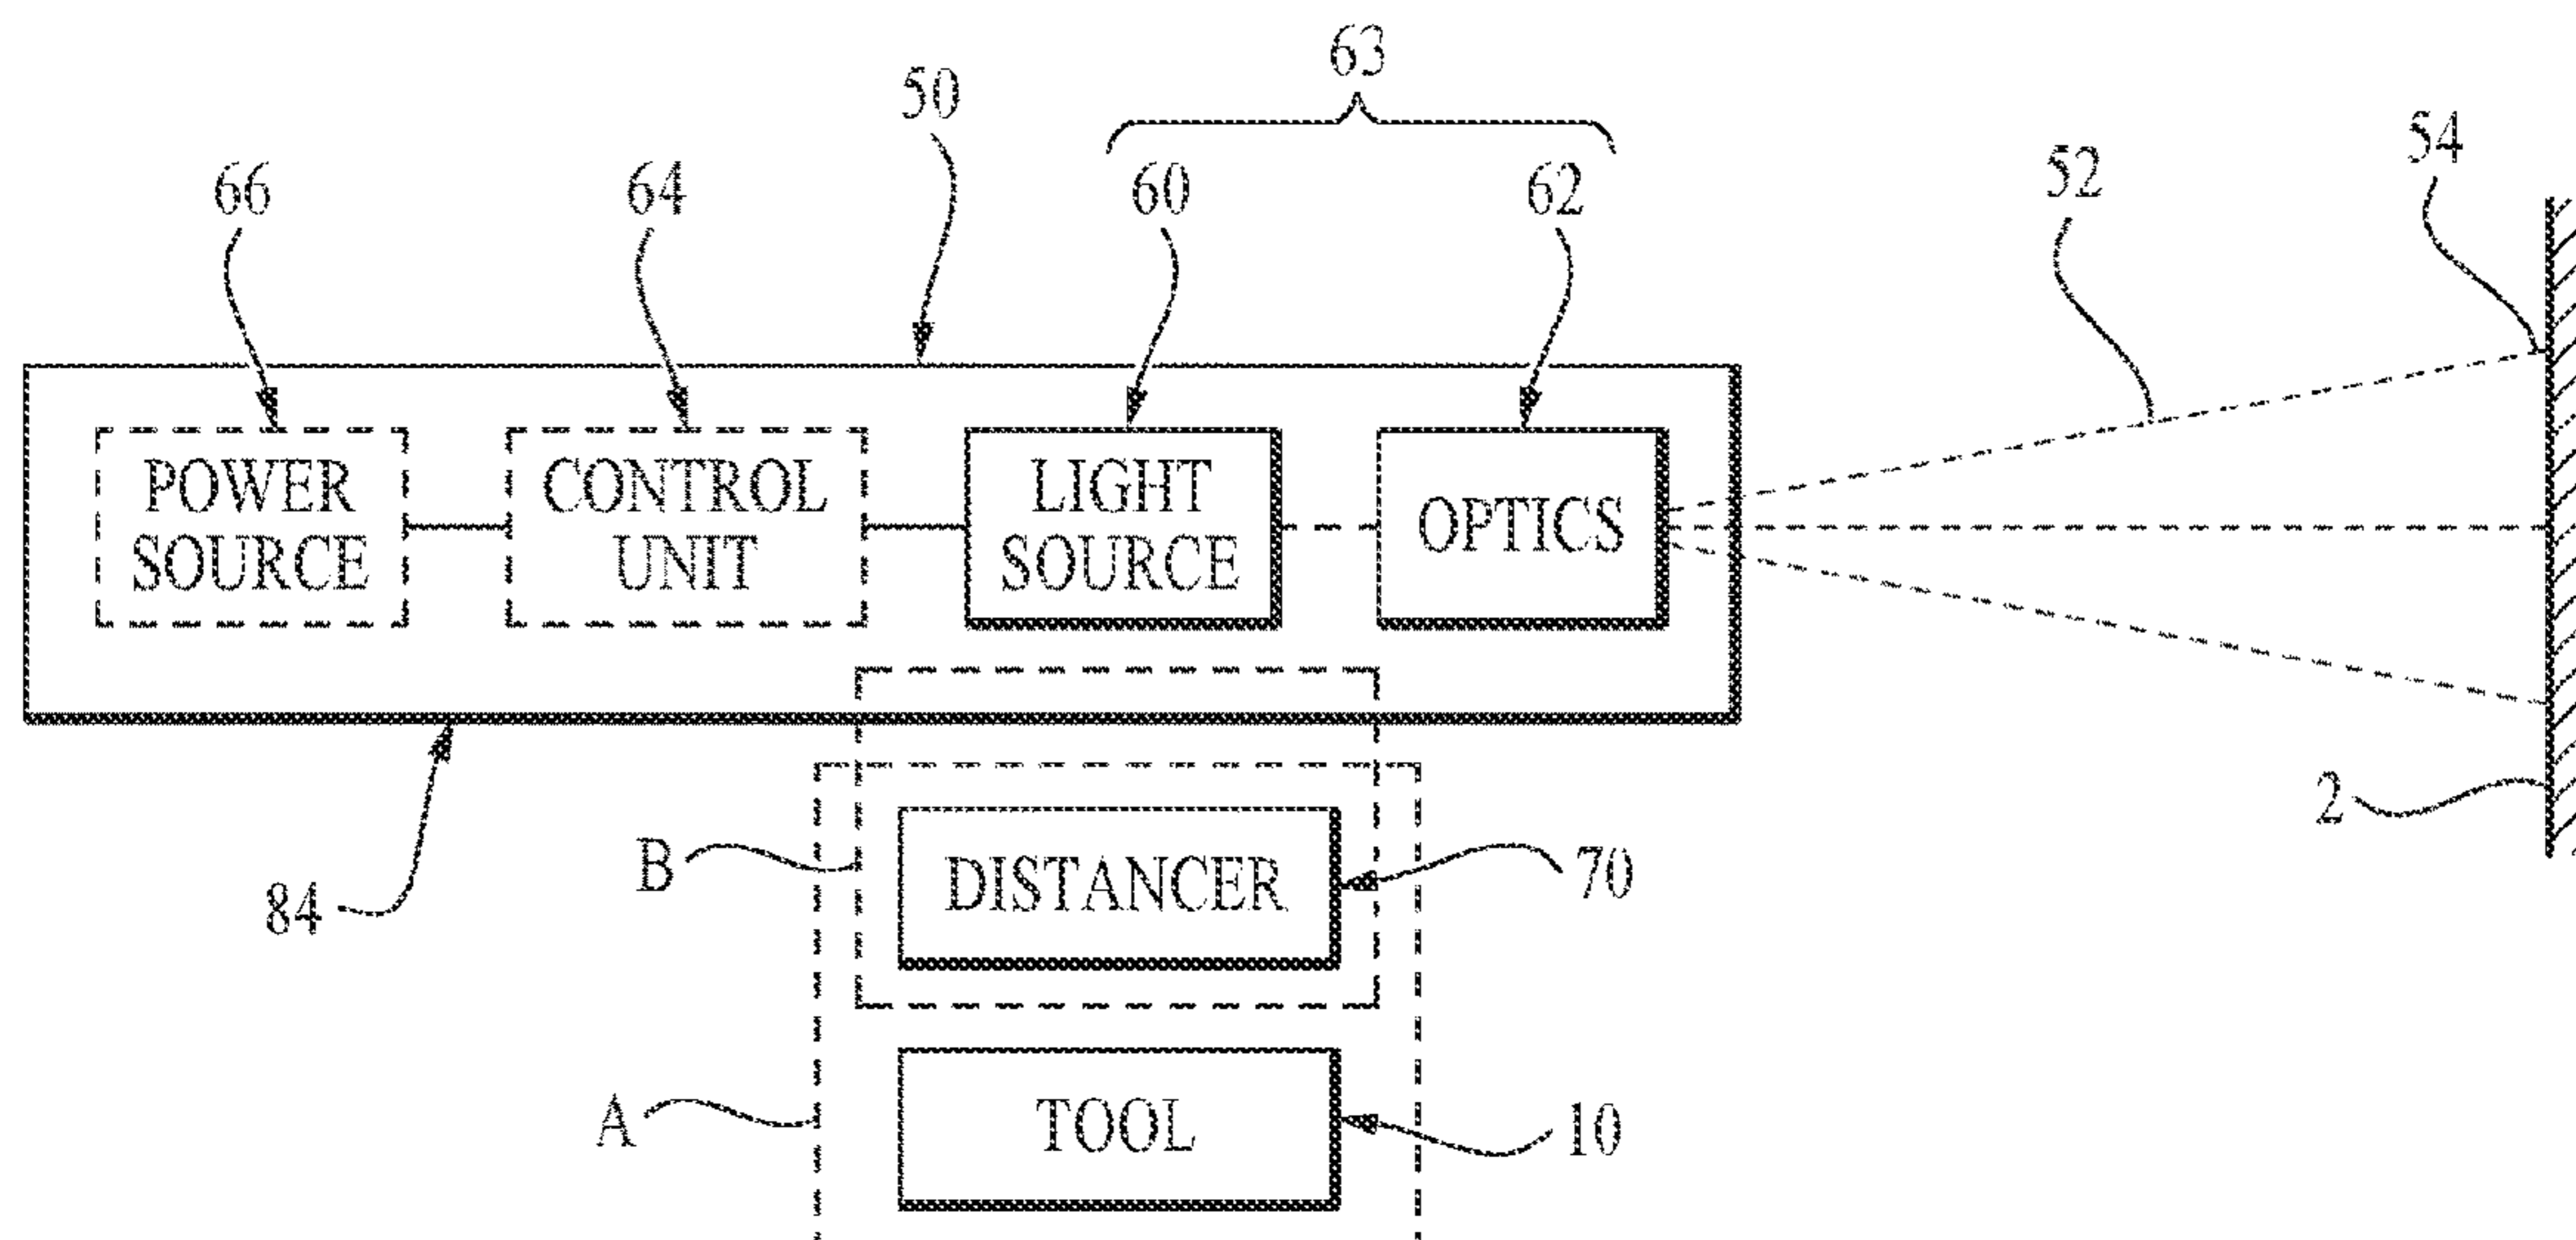 63
50
54
52
66
64
60
62
POWER
SOURCE
CONTROL
UNIT
LIGHT
SOURCE
OPTICS
2
B
DISTANCER
70
84
A
TOOL
10